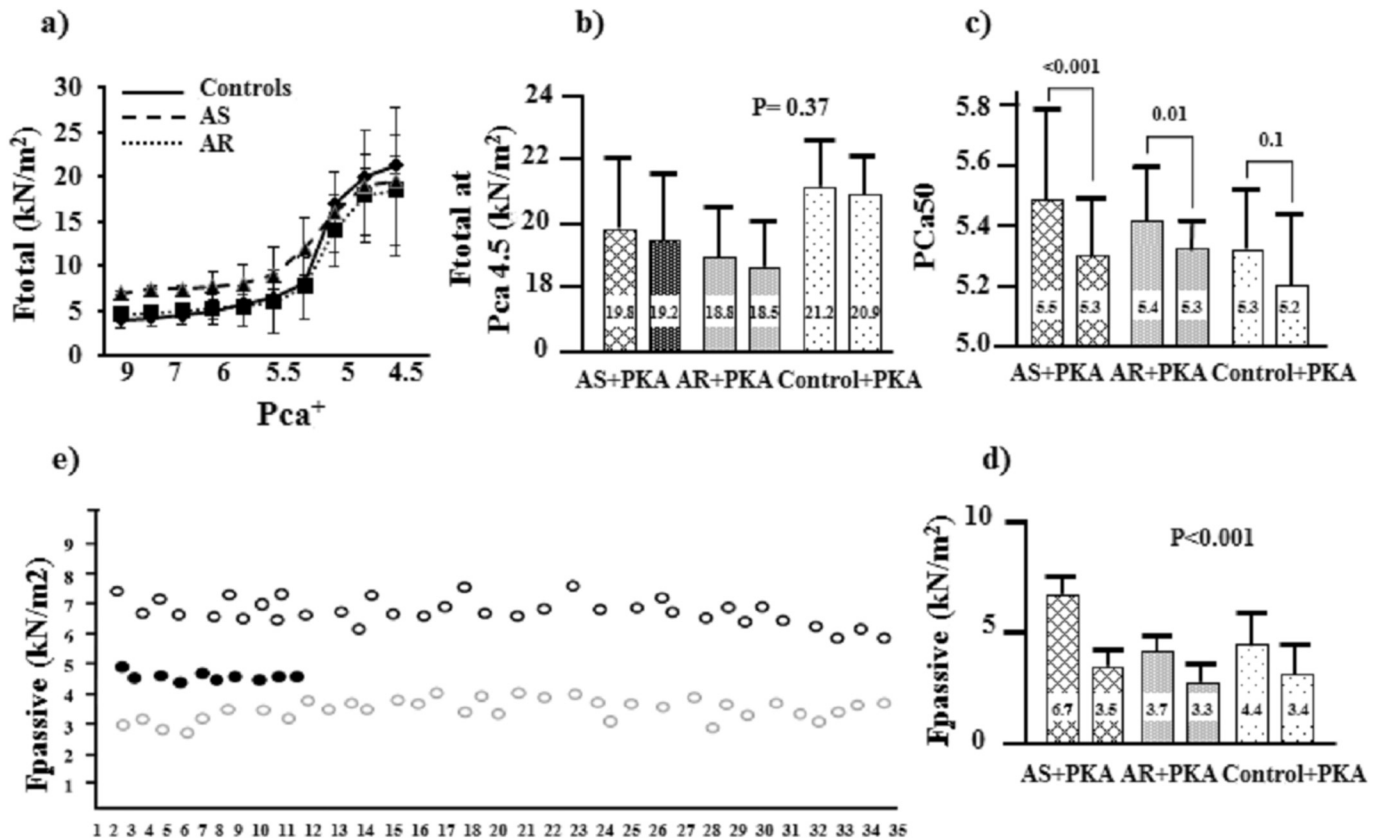 a)
Controls
AS
AR
Ftotal (kN/m²)
30
25
20
15
10
5
0
9 7 6 5.5 5 4.5
Pca⁺
b)
P= 0.37
Ftotal at
Pca 4.5 (kN/m²)
24
22
20
18
0
19.8 19.2 18.8 18.5 21.2 20.9
AS+PKA AR+PKA Control+PKA
c)
<0.001
0.01
0.1
PCa50
5.8
5.6
5.4
5.2
5.0
5.5 5.3 5.4 5.3 5.3 5.2
AS+PKA AR+PKA Control+PKA
e)
Fpassive (kN/m2)
9
8
7
6
5
4
3
2
1
1 2 3 4 5 6 7 8 9 10 11 12 13 14 15 16 17 18 19 20 21 22 23 24 25 26 28 29 30 31 32 33 34 35
d)
P<0.001
Fpassive (kN/m²)
10
5
0
6.7 3.5 3.7 3.3 4.4 3.4
AS+PKA AR+PKA Control+PKA